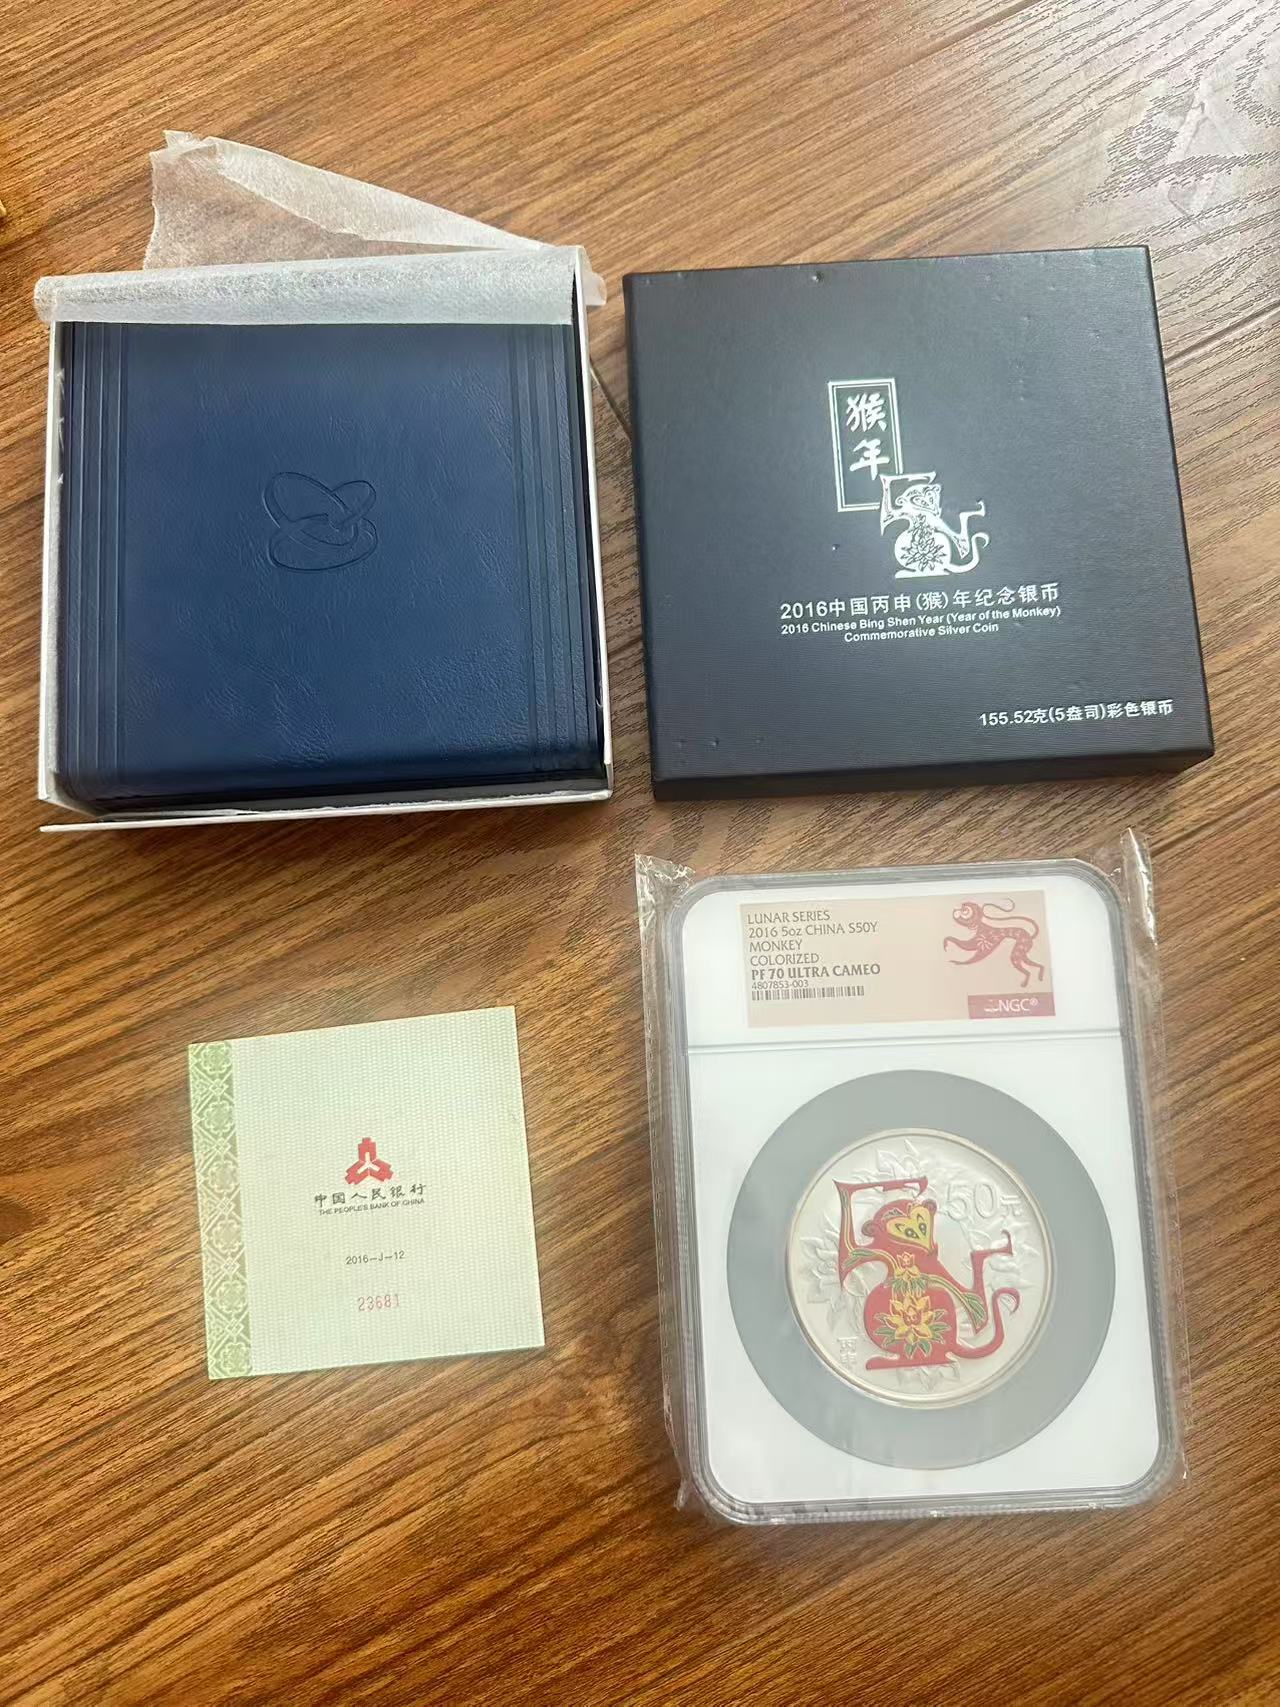 猴年
2016中国丙申(猴)年纪念银币
2016 Chinese Bing Shen Year (Year of the Monkey)
Commemorative Silver Coin
155.52克(5盎司)彩色银币
LUNAR SERIES
2016 5oz CHINA S50Y
MONKEY
COLORIZED
PF 70 ULTRA CAMEO
4807853-003
NGC®
中国人民银行
THE PEOPLE'S BANK OF CHINA
2016-J-12
23681
50元
丙申